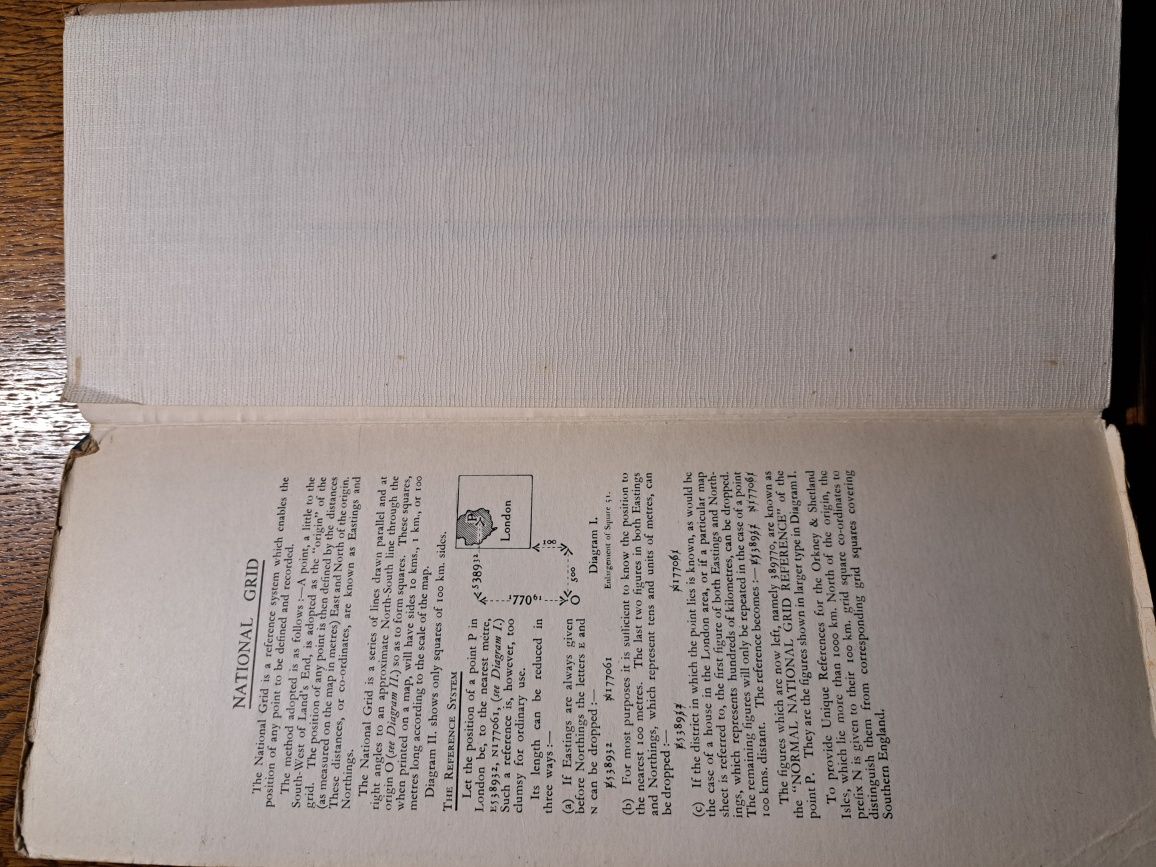 NATIONAL GRID
The National Grid is a reference system which enables the
position of any point to be defined and recorded.
The method adopted is as follows :—A point, a little to the
South-West of Land's End, is adopted as the "origin" of the
grid. The position of any point is then defined by the distances
(as measured on the map in metres) East and North of the origin.
These distances, or co-ordinates, are known as Eastings and
Northings.
The National Grid is a series of lines drawn parallel and at
right angles to an approximate North-South line through the
origin O (see Diagram II.) so as to form squares. These squares,
when printed on a map, will have sides 10 kms., 1 km., or 100
metres long according to the scale of the map.
Diagram II. shows only squares of 100 km. sides.
THE REFERENCE SYSTEM
Let the position of a point P in
London be, to the nearest metre,
E538932, N177061, (see Diagram I.)
Such a reference is, however, too
clumsy for ordinary use.
Its length can be reduced in
three ways :—
(a) If Eastings are always given
before Northings the letters E and
N can be dropped :—
E538932 N177061
538932
P
London
177061
100
500
O
Diagram I.
Enlargement of Square 51.
(b) For most purposes it is sufficient to know the position to
the nearest 100 metres. The last two figures in both Eastings
and Northings, which represent tens and units of metres, can
be dropped :—
E538932 N177061
(c) If the district in which the point lies is known, as would be
the case of a house in the London area, or if a particular map
sheet is referred to, the first figure of both Eastings and North-
ings, which represents hundreds of kilometres, can be dropped.
The remaining figures will only be repeated in the case of a point
100 kms. distant. The reference becomes :—E538932 N177061
The figures which are now left, namely 389770, are known as
the "NORMAL NATIONAL GRID REFERENCE" of the
point P. They are the figures shown in larger type in Diagram I.
To provide Unique References for the Orkney & Shetland
Isles, which lie more than 1000 km. North of the origin, the
prefix N is given to their 100 km. grid square co-ordinates to
distinguish them from corresponding grid squares covering
Southern England.